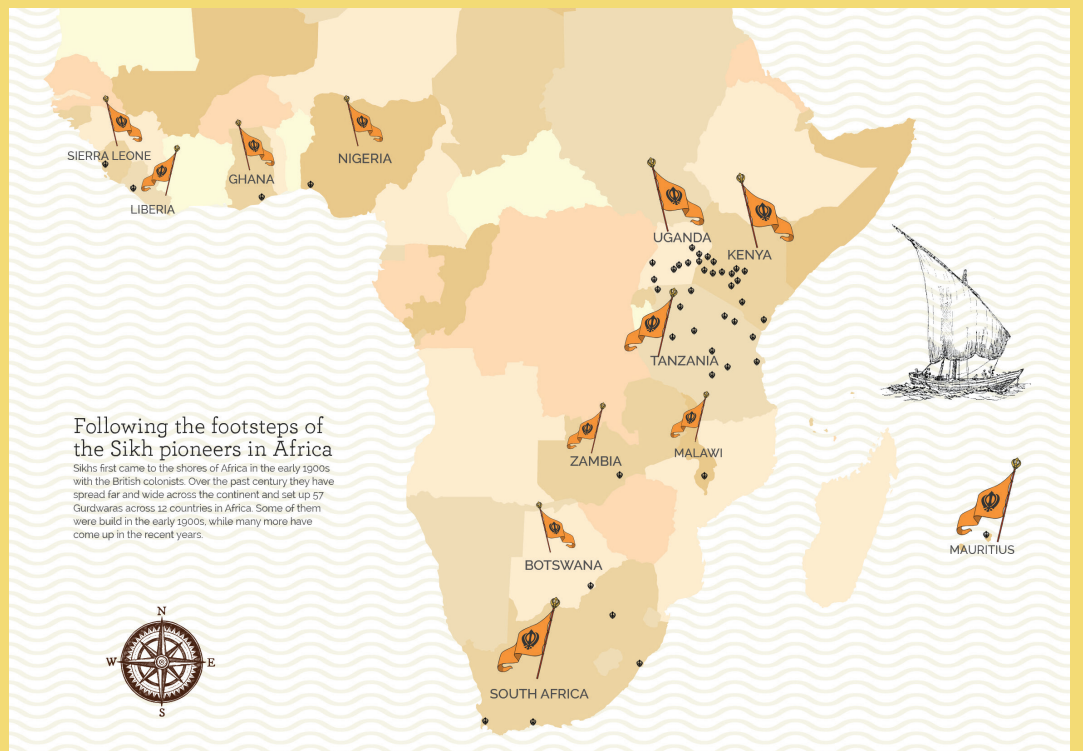 SIERRA LEONE
LIBERIA
GHANA
NIGERIA
UGANDA
KENYA
TANZANIA
ZAMBIA
MALAWI
BOTSWANA
MAURITIUS
SOUTH AFRICA
Following the footsteps of
the Sikh pioneers in Africa
Sikhs first came to the shores of Africa in the early 1900s
with the British colonists. Over the past century they have
spread far and wide across the continent and set up 57
Gurdwaras across 12 countries in Africa. Some of them
were build in the early 1900s, while many more have
come up in the recent years.
N
W
E
S